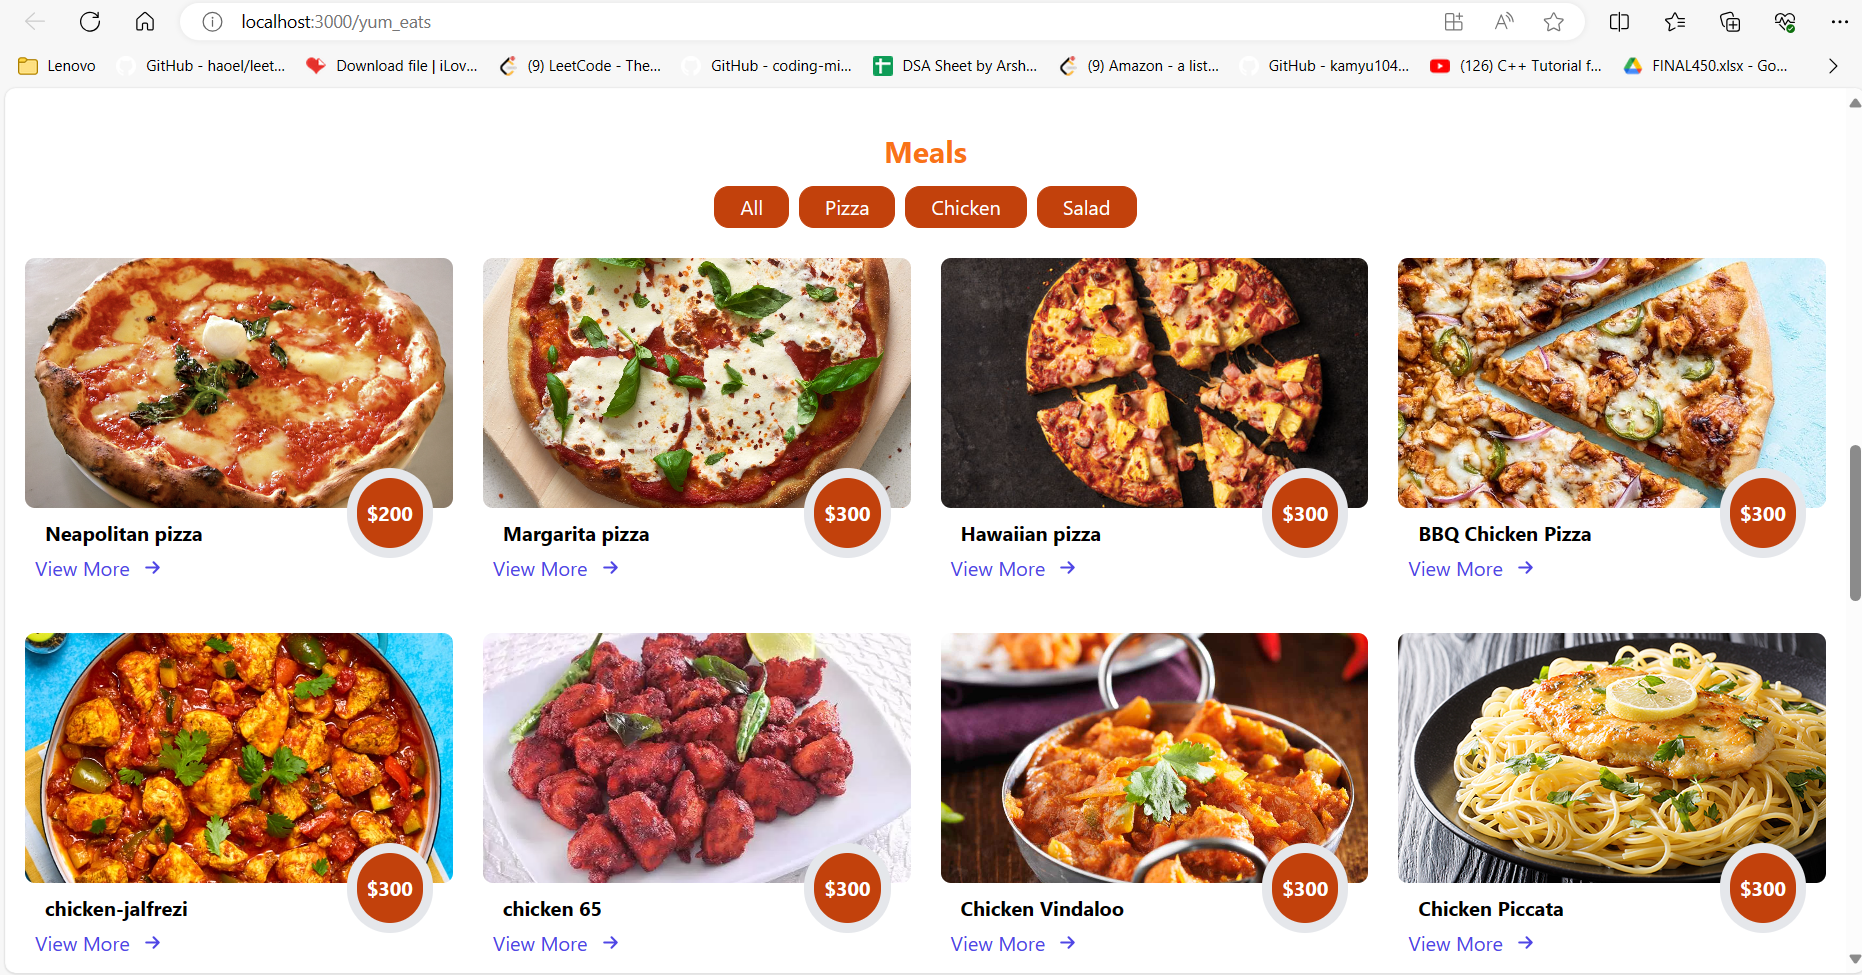 localhost:3000/yum_eats
Lenovo GitHub - haoel/leet... Download file | iLov... (9) LeetCode - The... GitHub - coding-mi... DSA Sheet by Arsh... (9) Amazon - a list... GitHub - kamyu104... (126) C++ Tutorial f... FINAL450.xlsx - Go...
Meals
All Pizza Chicken Salad
$200 $300 $300 $300
Neapolitan pizza Margarita pizza Hawaiian pizza BBQ Chicken Pizza
View More → View More → View More → View More →
$300 $300 $300 $300
chicken-jalfrezi chicken 65 Chicken Vindaloo Chicken Piccata
View More → View More → View More → View More →